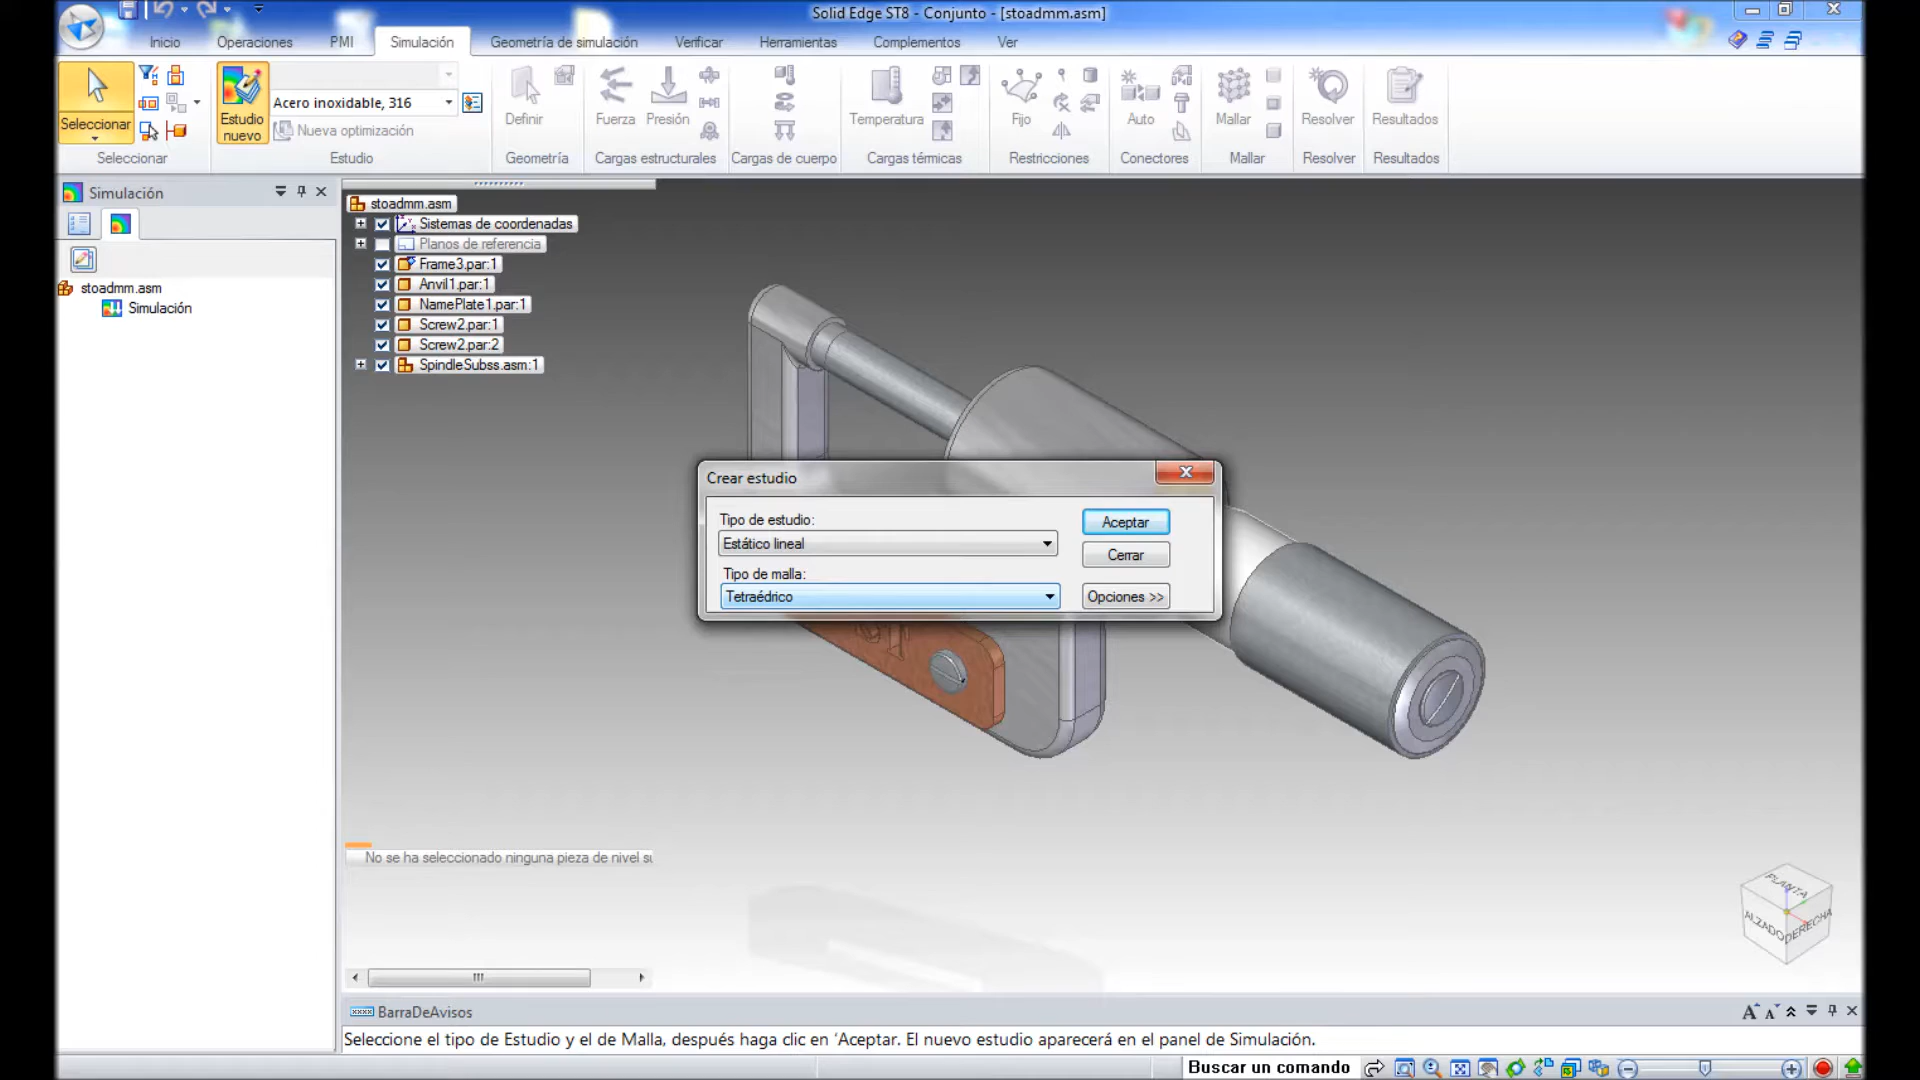 Solid Edge ST8 - Conjunto - [stoadmm.asm]
Inicio
Operaciones
PMI
Simulación
Geometría de simulación
Verificar
Herramientas
Complementos
Ver
Seleccionar
Estudio
nuevo
Acero inoxidable, 316
Nueva optimización
Definir
Fuerza
Presión
Temperatura
Fijo
Auto
Mallar
Resolver
Resultados
Seleccionar
Estudio
Geometría
Cargas estructurales
Cargas de cuerpo
Cargas térmicas
Restricciones
Conectores
Mallar
Resolver
Resultados
Simulación
stoadmm.asm
Simulación
stoadmm.asm
Sistemas de coordenadas
Planos de referencia
Frame3.par:1
Anvil1.par:1
NamePlate1.par:1
Screw2.par:1
Screw2.par:2
SpindleSubss.asm:1
Crear estudio
Tipo de estudio:
Estático lineal
Tipo de malla:
Tetraédrico
Aceptar
Cerrar
Opciones >>
No se ha seleccionado ninguna pieza de nivel su
PLANTA
ALZADO
DERECHA
BarraDeAvisos
Seleccione el tipo de Estudio y el de Malla, después haga clic en 'Aceptar. El nuevo estudio aparecerá en el panel de Simulación.
Buscar un comando